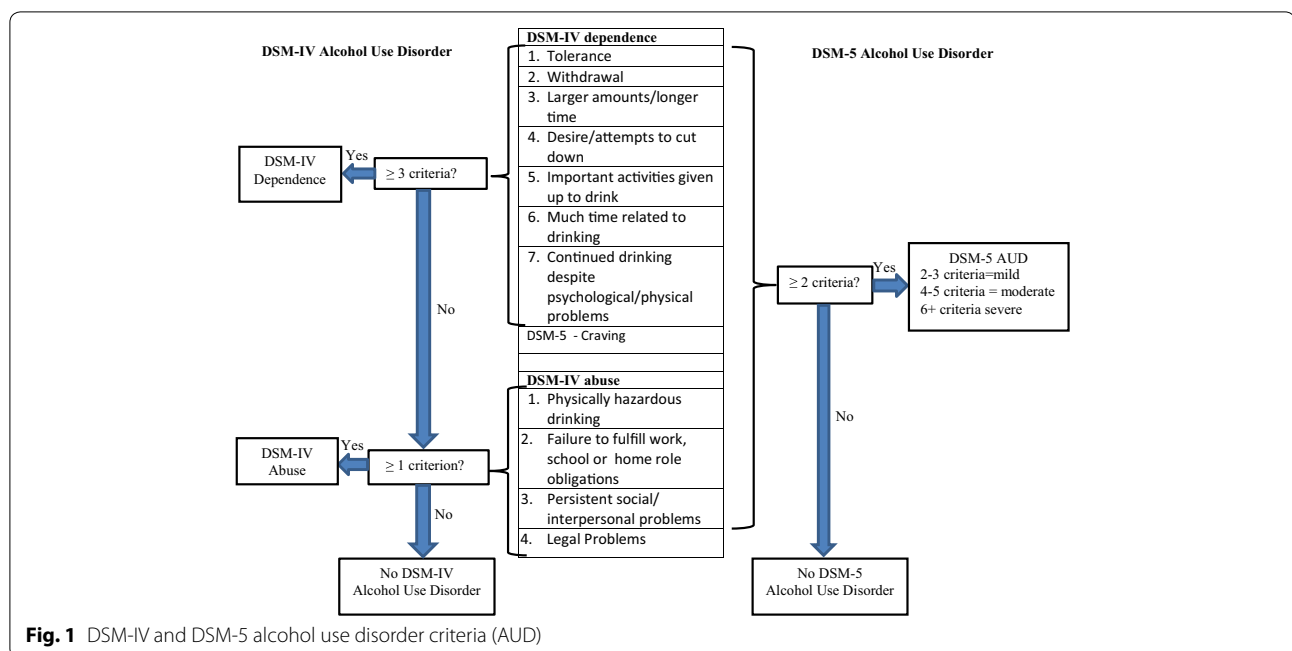 DSM-IV Alcohol Use Disorder
DSM-IV dependence
1. Tolerance
2. Withdrawal
3. Larger amounts/longer
time
4. Desire/attempts to cut
down
5. Important activities given
up to drink
6. Much time related to
drinking
7. Continued drinking
despite
psychological/physical
problems
DSM-5 - Craving
DSM-IV abuse
1. Physically hazardous
drinking
2. Failure to fulfill work,
school or home role
obligations
3. Persistent social/
interpersonal problems
4. Legal Problems
DSM-5 Alcohol Use Disorder
≥ 3 criteria?
Yes
DSM-IV
Dependence
No
≥ 1 criterion?
Yes
DSM-IV
Abuse
No
No DSM-IV
Alcohol Use Disorder
≥ 2 criteria?
Yes
DSM-5 AUD
2-3 criteria=mild
4-5 criteria = moderate
6+ criteria severe
No
No DSM-5
Alcohol Use Disorder
Fig. 1 DSM-IV and DSM-5 alcohol use disorder criteria (AUD)